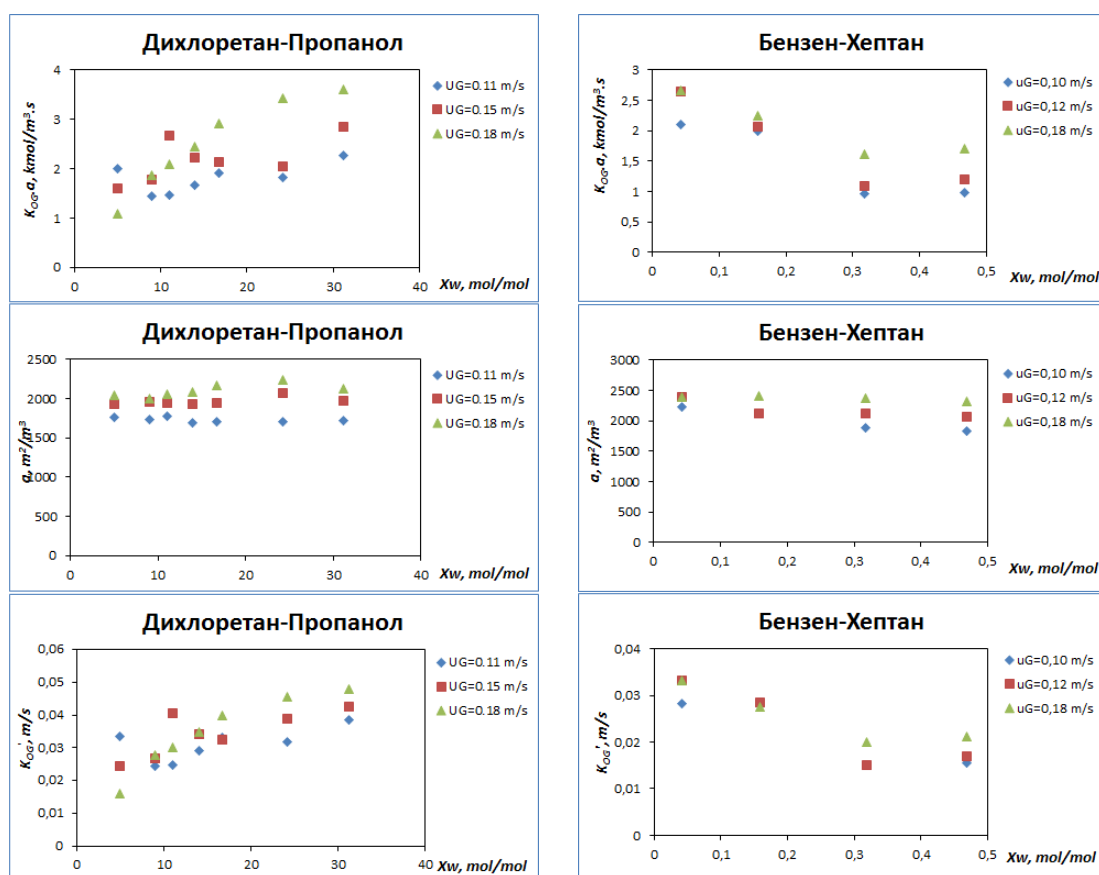 Дихлоретан-Пропанол
4
3
2
1
0
0 10 20 30 40
K_OG.a, kmol/m³.s
Xw, mol/mol
UG=0.11 m/s
UG=0.15 m/s
UG=0.18 m/s
Бензен-Хептан
3
2,5
2
1,5
1
0,5
0
0 0,1 0,2 0,3 0,4 0,5
K_OG.a, kmol/m³.s
Xw, mol/mol
uG=0,10 m/s
uG=0,12 m/s
uG=0,18 m/s
Дихлоретан-Пропанол
2500
2000
1500
1000
500
0
0 10 20 30 40
a, m²/m³
Xw, mol/mol
UG=0.11 m/s
UG=0.15 m/s
UG=0.18 m/s
Бензен-Хептан
3000
2500
2000
1500
1000
500
0
0 0,1 0,2 0,3 0,4 0,5
a, m²/m³
Xw, mol/mol
uG=0,10 m/s
uG=0,12 m/s
uG=0,18 m/s
Дихлоретан-Пропанол
0,06
0,05
0,04
0,03
0,02
0,01
0
0 10 20 30 40
K_OG', m/s
Xw, mol/mol
UG=0.11 m/s
UG=0.15 m/s
UG=0.18 m/s
Бензен-Хептан
0,04
0,03
0,02
0,01
0
0 0,1 0,2 0,3 0,4 0,5
K_OG', m/s
Xw, mol/mol
uG=0,10 m/s
uG=0,12 m/s
uG=0,18 m/s